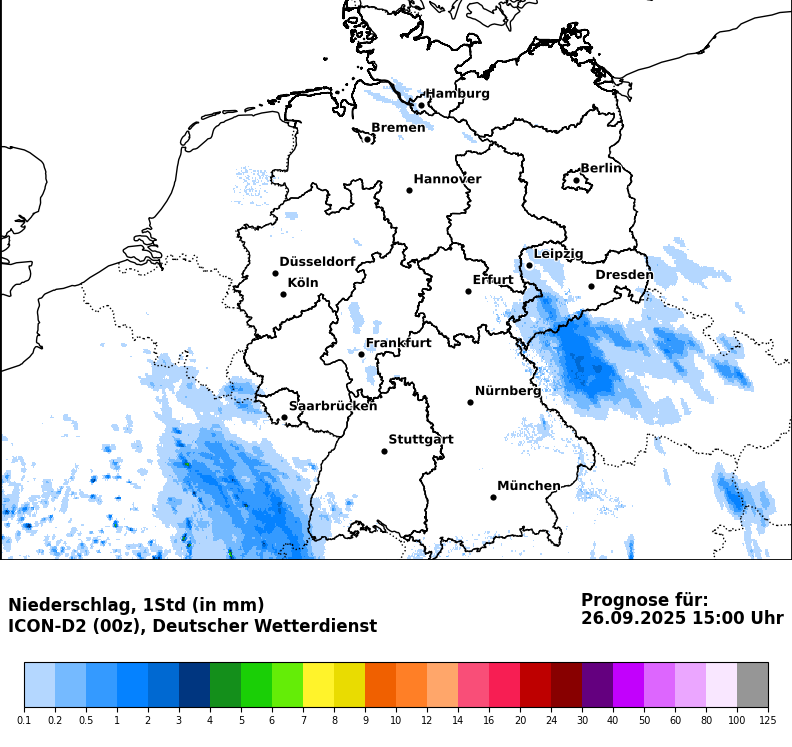 Hamburg
Bremen
Berlin
Hannover
Leipzig
Düsseldorf
Dresden
Köln
Erfurt
Frankfurt
Nürnberg
Saarbrücken
Stuttgart
München
Niederschlag, 1Std (in mm)
ICON-D2 (00z), Deutscher Wetterdienst
Prognose für:
26.09.2025 15:00 Uhr
0.1 0.2 0.5 1 2 3 4 5 6 7 8 9 10 12 14 16 20 24 30 40 50 60 80 100 125